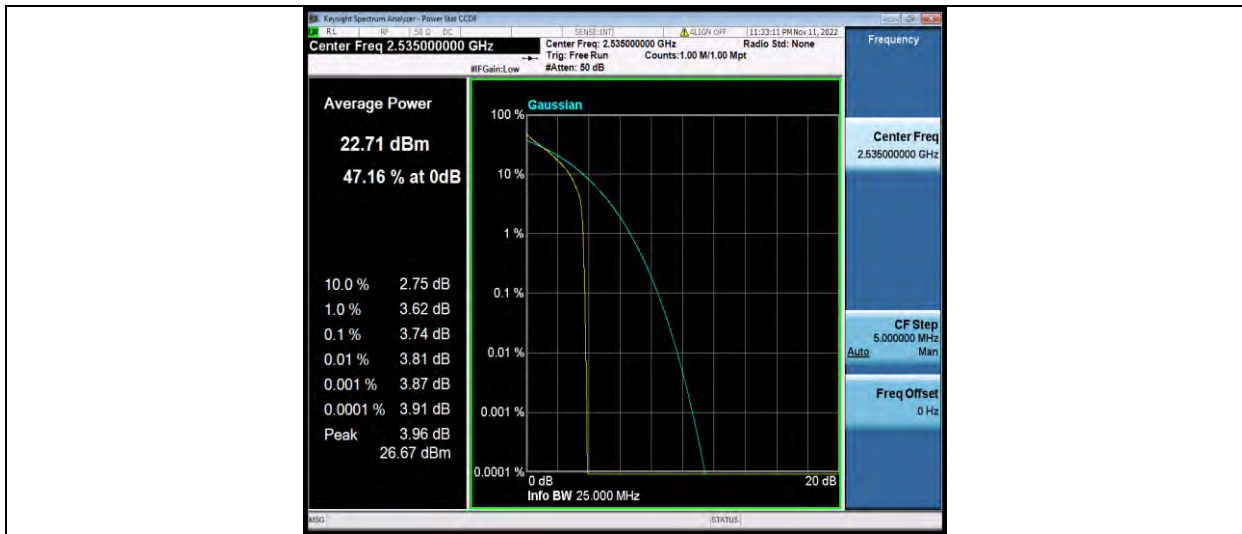 Keysight Spectrum Analyzer - Power Stat CCDF
RL RF 50 Ω DC SENSE:INT ALIGN OFF 11:33:11 PM Nov 11, 2022
Center Freq 2.535000000 GHz
Center Freq: 2.535000000 GHz Radio Std: None
Trig: Free Run Counts:1.00 M/1.00 Mpt
#IFGain:Low #Atten: 50 dB
Frequency
Average Power
22.71 dBm
47.16 % at 0dB
10.0 % 2.75 dB
1.0 % 3.62 dB
0.1 % 3.74 dB
0.01 % 3.81 dB
0.001 % 3.87 dB
0.0001 % 3.91 dB
Peak 3.96 dB
26.67 dBm
Gaussian
100 %
10 %
1 %
0.1 %
0.01 %
0.001 %
0.0001 %
0 dB 20 dB
Info BW 25.000 MHz
Center Freq
2.535000000 GHz
CF Step
5.000000 MHz
Auto Man
Freq Offset
0 Hz
MSG STATUS